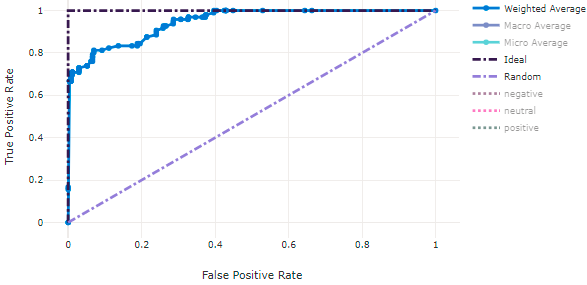 1
0.8
0.6
0.4
0.2
0
0
0.2
0.4
0.6
0.8
1
True Positive Rate
False Positive Rate
Weighted Average
Macro Average
Micro Average
Ideal
Random
negative
neutral
positive